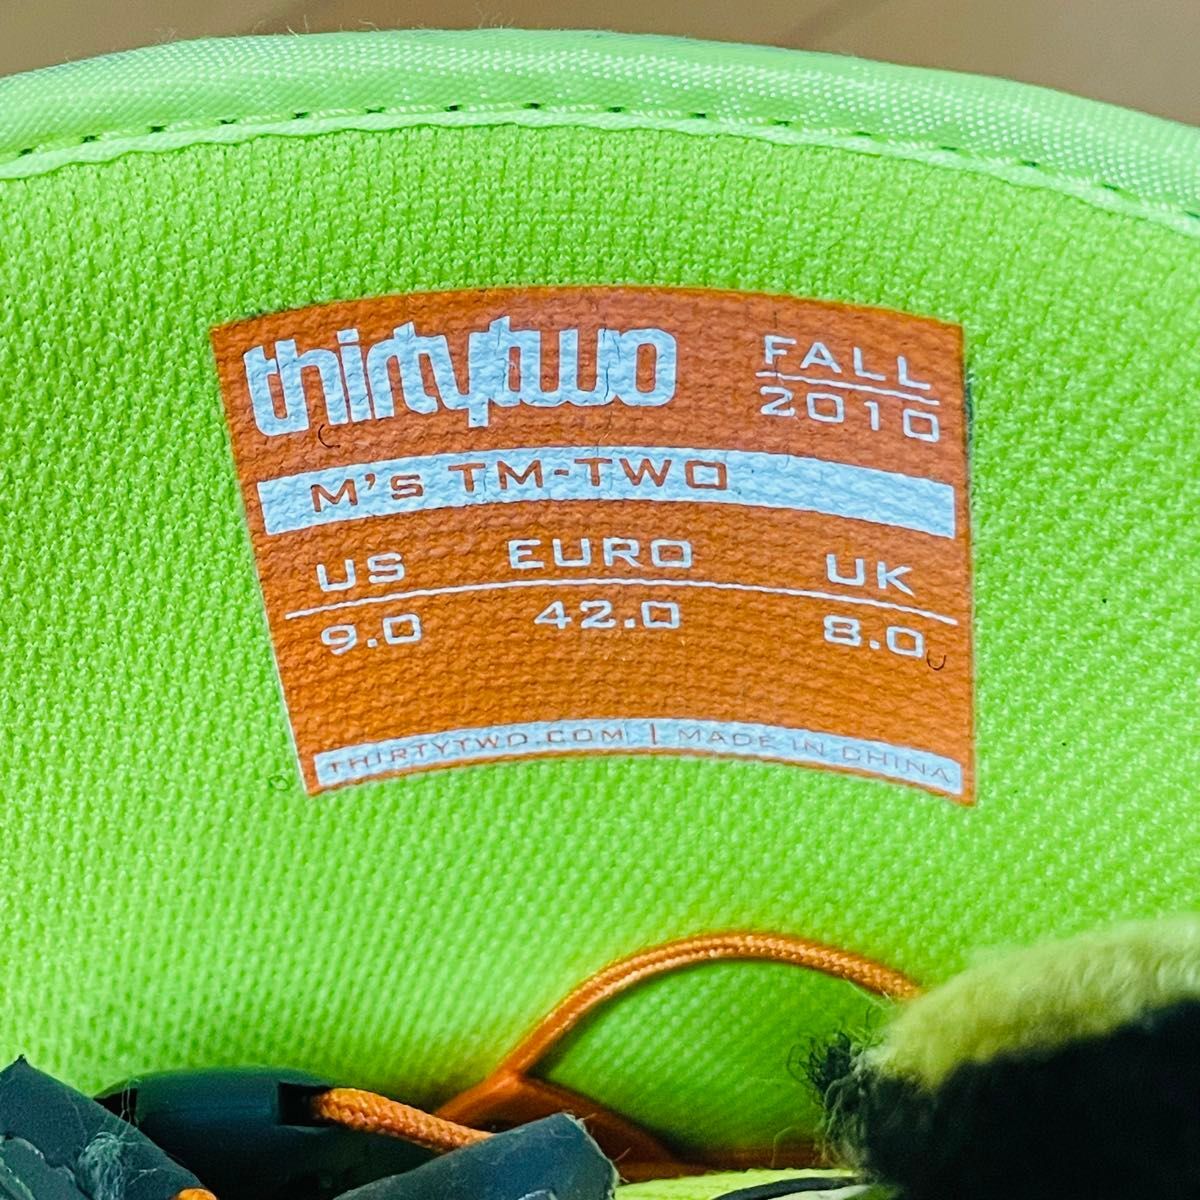 thirtytwo
FALL
2010
M's TM-TWO
US EURO UK
9.0 42.0 8.0
THIRTYTWO.COM | MADE IN CHINA